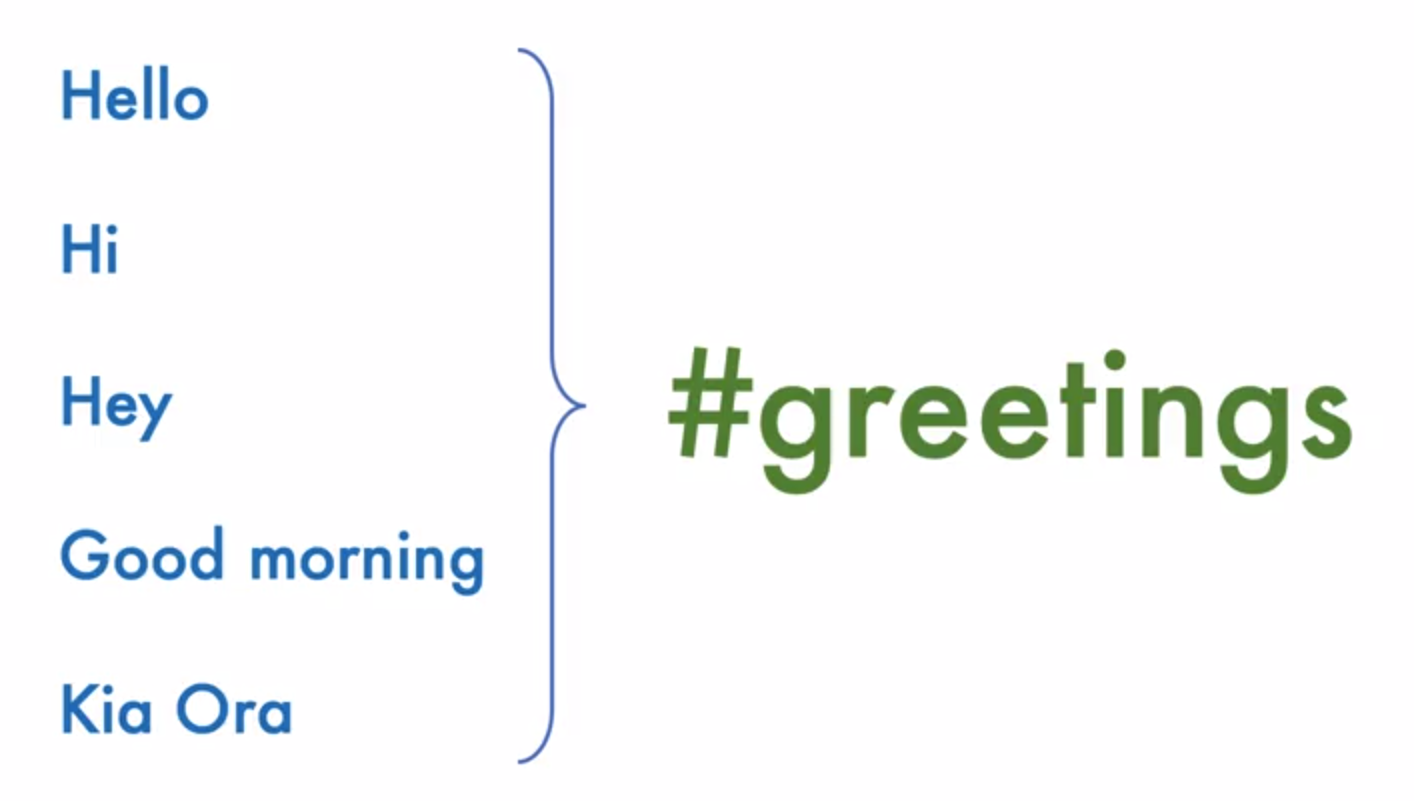 Hello
Hi
Hey
Good morning
Kia Ora
#greetings